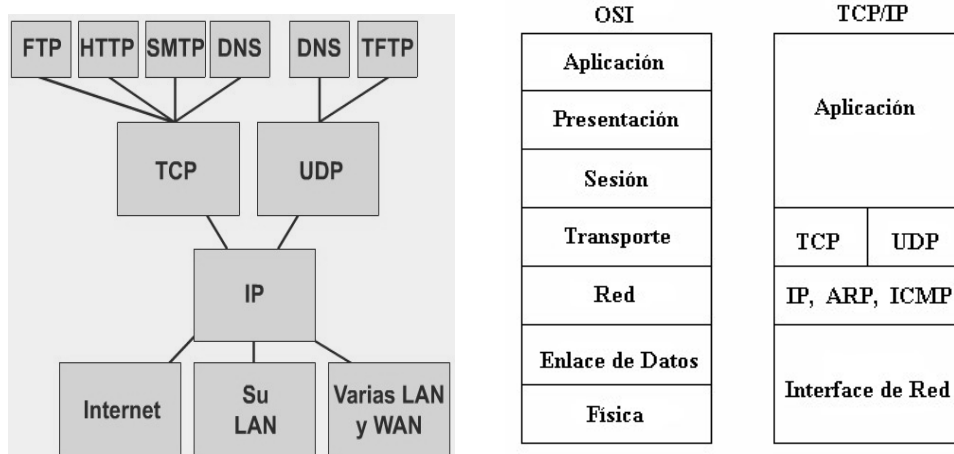 FTP HTTP SMTP DNS DNS TFTP
TCP UDP
IP
Internet
Su
LAN
Varias LAN
y WAN
OSI
Aplicación
Presentación
Sesión
Transporte
Red
Enlace de Datos
Física
TCP/IP
Aplicación
TCP UDP
IP, ARP, ICMP
Interface de Red